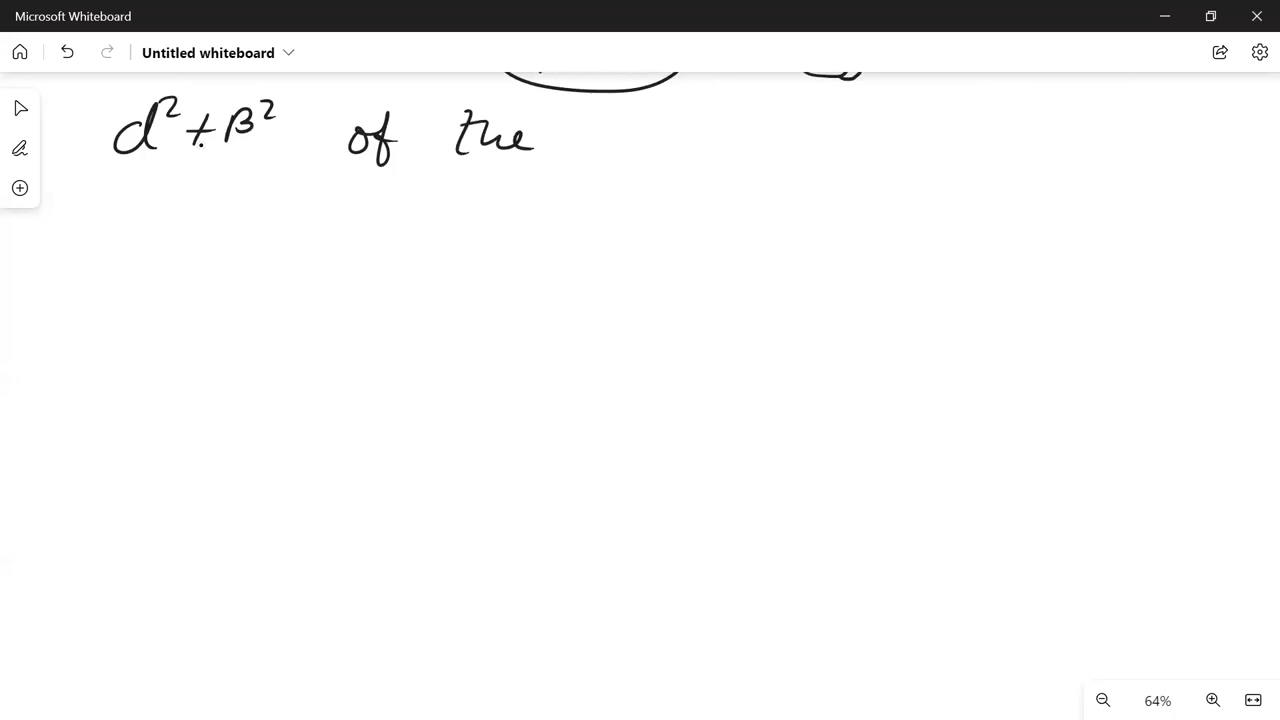 Microsoft Whiteboard
Untitled whiteboard
α²+β² of the
64%